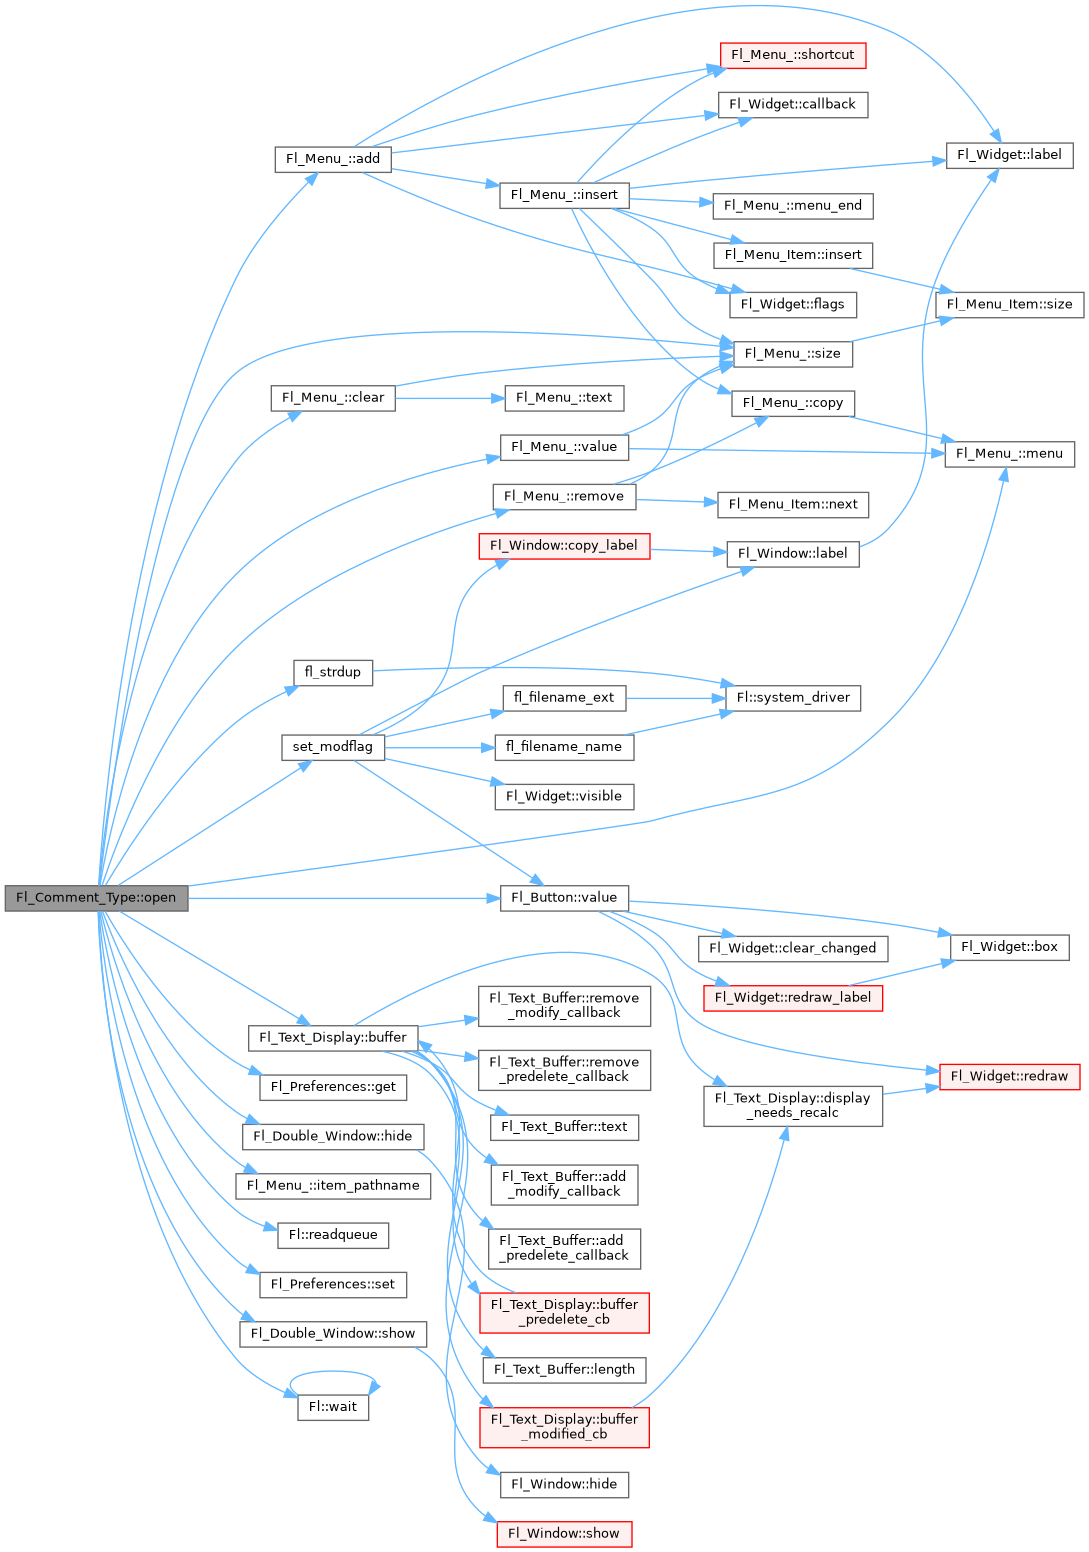 Fl_Menu_::shortcut
Fl_Widget::callback
Fl_Menu_::add
Fl_Widget::label
Fl_Menu_::insert
Fl_Menu_::menu_end
Fl_Menu_Item::insert
Fl_Widget::flags
Fl_Menu_Item::size
Fl_Menu_::size
Fl_Menu_::clear
Fl_Menu_::text
Fl_Menu_::copy
Fl_Menu_::value
Fl_Menu_::menu
Fl_Menu_::remove
Fl_Menu_Item::next
Fl_Window::copy_label
Fl_Window::label
fl_strdup
fl_filename_ext
Fl::system_driver
set_modflag
fl_filename_name
Fl_Widget::visible
Fl_Comment_Type::open
Fl_Button::value
Fl_Widget::clear_changed
Fl_Widget::box
Fl_Widget::redraw_label
Fl_Text_Buffer::remove
_modify_callback
Fl_Text_Display::buffer
Fl_Text_Buffer::remove
_predelete_callback
Fl_Widget::redraw
Fl_Preferences::get
Fl_Text_Display::display
_needs_recalc
Fl_Text_Buffer::text
Fl_Double_Window::hide
Fl_Text_Buffer::add
_modify_callback
Fl_Menu_::item_pathname
Fl::readqueue
Fl_Text_Buffer::add
_predelete_callback
Fl_Preferences::set
Fl_Text_Display::buffer
_predelete_cb
Fl_Double_Window::show
Fl_Text_Buffer::length
Fl::wait
Fl_Text_Display::buffer
_modified_cb
Fl_Window::hide
Fl_Window::show